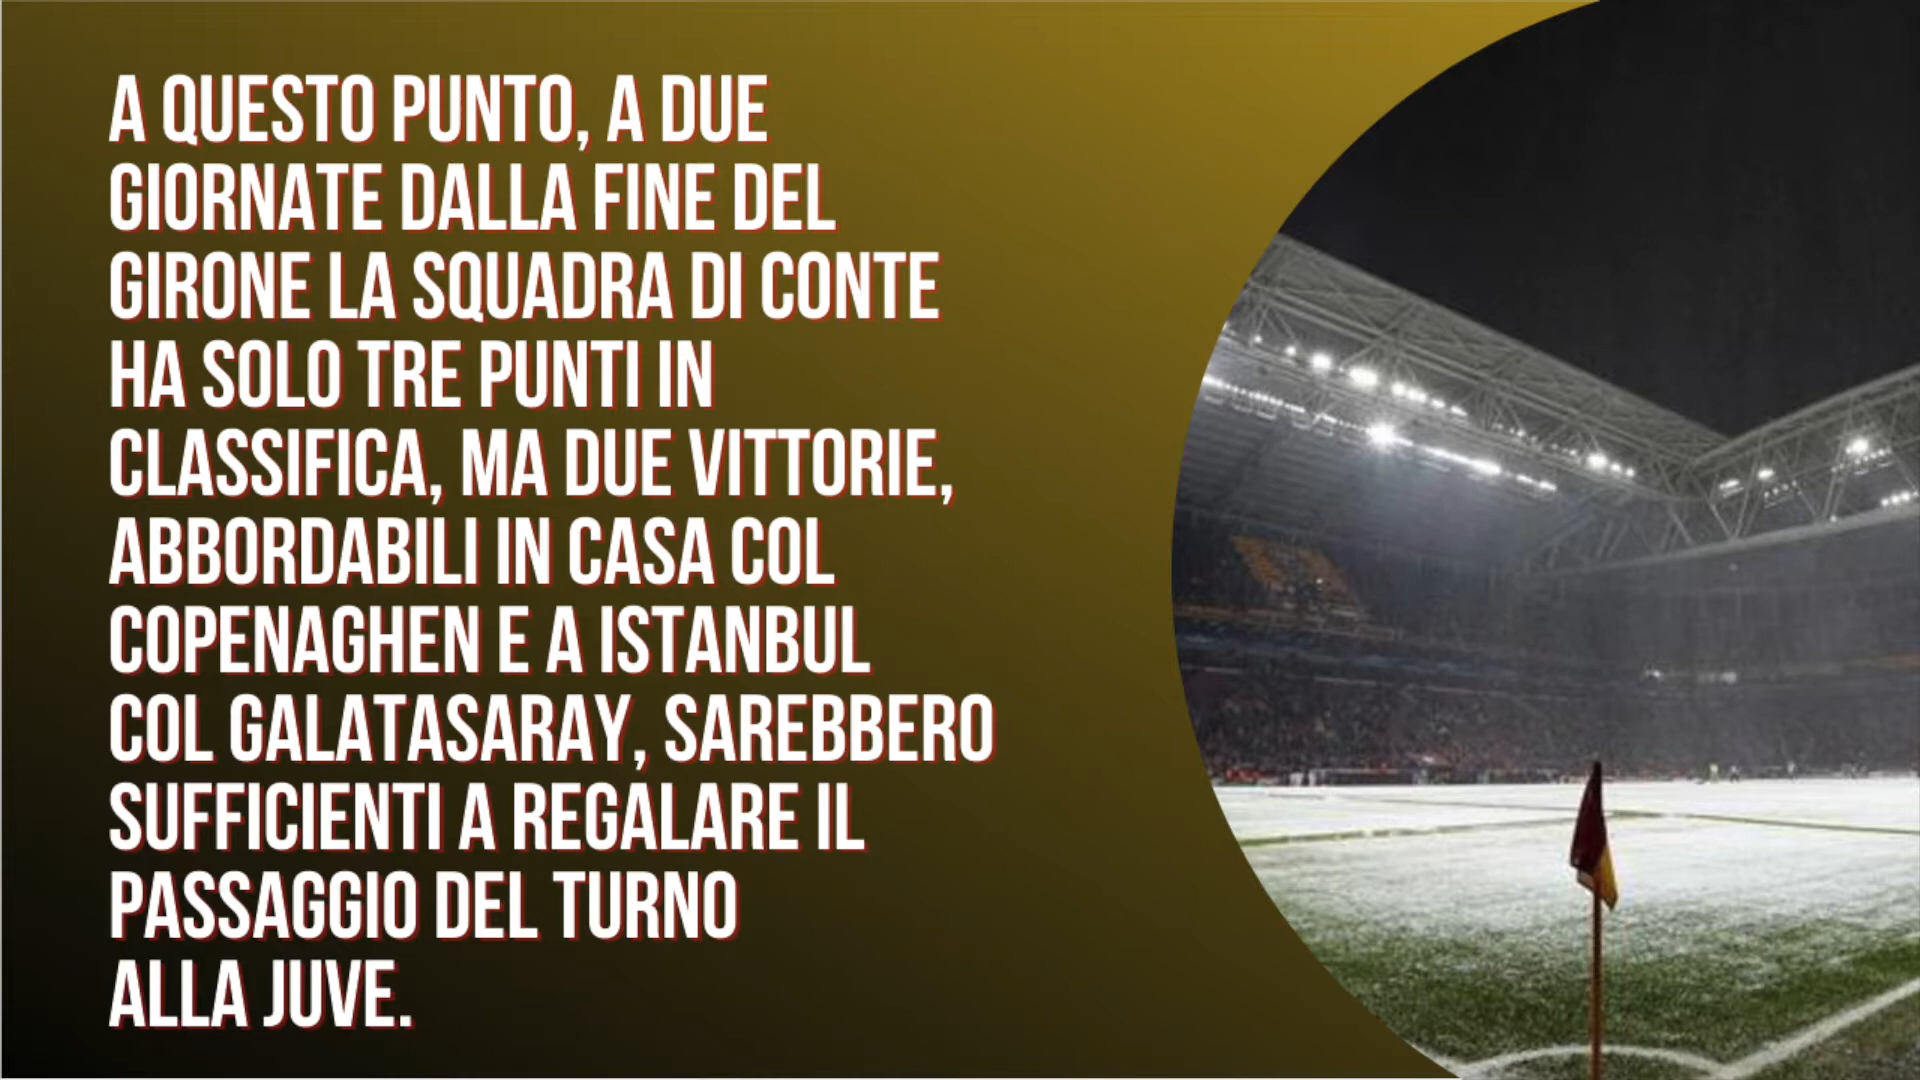 A QUESTO PUNTO, A DUE
GIORNATE DALLA FINE DEL
GIRONE LA SQUADRA DI CONTE
HA SOLO TRE PUNTI IN
CLASSIFICA, MA DUE VITTORIE,
ABBORDABILI IN CASA COL
COPENAGHEN E A ISTANBUL
COL GALATASARAY, SAREBBERO
SUFFICIENTI A REGALARE IL
PASSAGGIO DEL TURNO
ALLA JUVE.